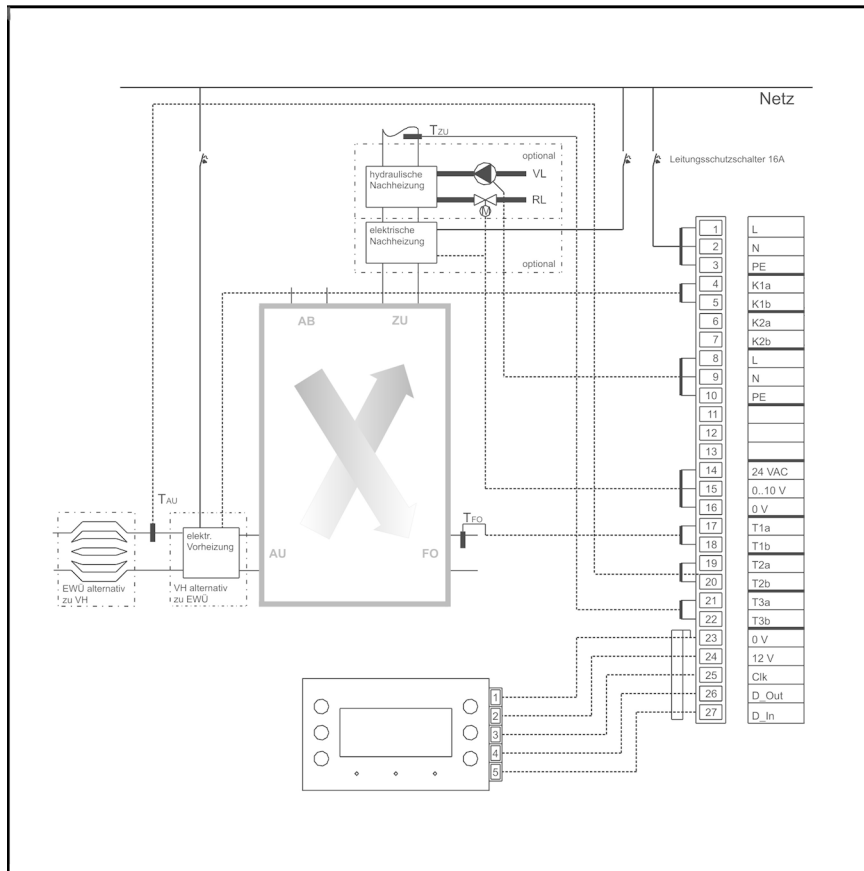 Netz
TZU
optional
hydraulische
Nachheizung
VL
RL
M
Leitungsschutzschalter 16A
elektrische
Nachheizung
optional
AB
ZU
TAU
elektr.
Vorheizung
AU
FO
TFO
EWÜ alternativ
zu VH
VH alternativ
zu EWÜ
1 L
2 N
3 PE
4 K1a
5 K1b
6 K2a
7 K2b
8 L
9 N
10 PE
11
12
13
14 24 VAC
15 0..10 V
16 0 V
17 T1a
18 T1b
19 T2a
20 T2b
21 T3a
22 T3b
23 0 V
24 12 V
25 Clk
26 D_Out
27 D_In
1
2
3
4
5